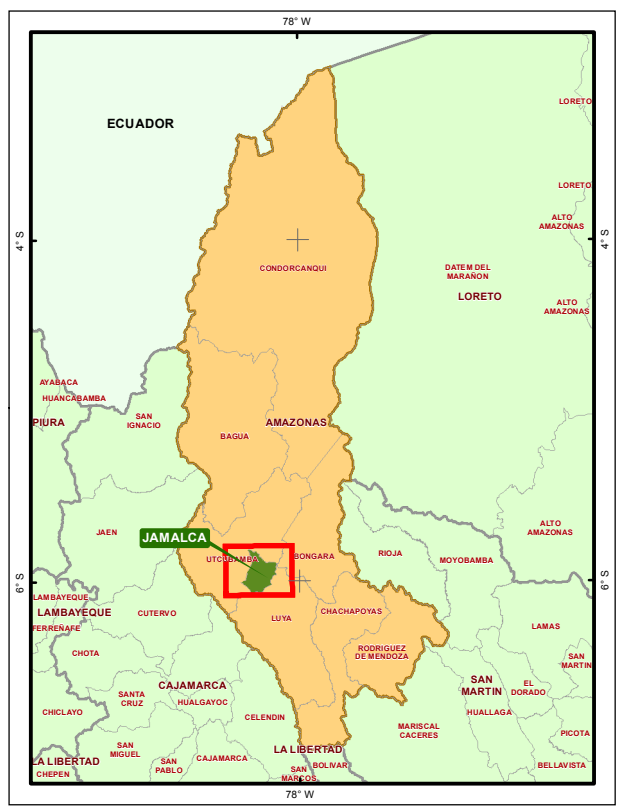 78° W
ECUADOR
LORETO
LORETO
ALTO
AMAZONAS
4° S
4° S
CONDORCANQUI
DATEM DEL
MARAÑON
LORETO
ALTO
AMAZONAS
AYABACA
HUANCABAMBA
PIURA
SAN
IGNACIO
AMAZONAS
BAGUA
JAEN
JAMALCA
UTCUBAMBA
BONGARA
RIOJA
MOYOBAMBA
ALTO
AMAZONAS
6° S
6° S
LAMBAYEQUE
LAMBAYEQUE
FERREÑAFE
CUTERVO
LUYA
CHACHAPOYAS
LAMAS
CHOTA
RODRIGUEZ
DE MENDOZA
SAN
MARTIN
CAJAMARCA
SAN
MARTIN
EL
DORADO
SANTA
CRUZ
HUALGAYOC
CHICLAYO
CELENDIN
HUALLAGA
MARISCAL
CACERES
PICOTA
SAN
MIGUEL
LA LIBERTAD
LA LIBERTAD
CHEPEN
SAN
PABLO
CAJAMARCA
SAN
MARCOS
BOLIVAR
BELLAVISTA
78° W